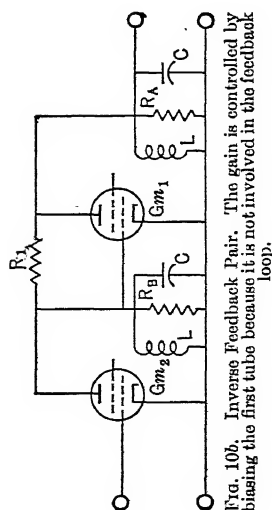 R1
Gm2
RB
L
C
Gm1
RA
L
C
Fig. 10b. Inverse Feedback Pair. The gain is controlled by
biasing the first tube because it is not involved in the feedback
loop.